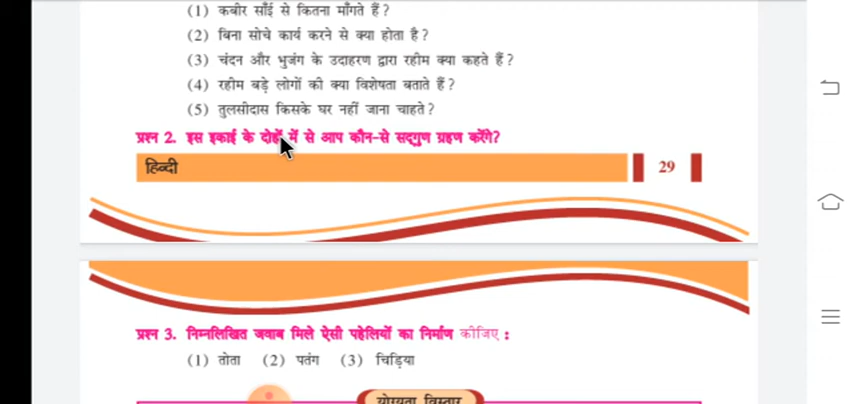 (1) कबीर साँई से कितना माँगते हैं?
(2) बिना सोचे कार्य करने से क्या होता है?
(3) चंदन और भुजंग के उदाहरण द्वारा रहीम क्या कहते हैं?
(4) रहीम बड़े लोगों की क्या विशेषता बताते हैं?
(5) तुलसीदास किसके घर नहीं जाना चाहते?
प्रश्न 2. इस इकाई के दोहों में से आप कौन-से सद्गुण ग्रहण करेंगे?
हिन्दी 29
प्रश्न 3. निम्नलिखित जवाब मिले ऐसी पहेलियों का निर्माण कीजिए :
(1) तोता (2) पतंग (3) चिड़िया
योग्यता विस्तार